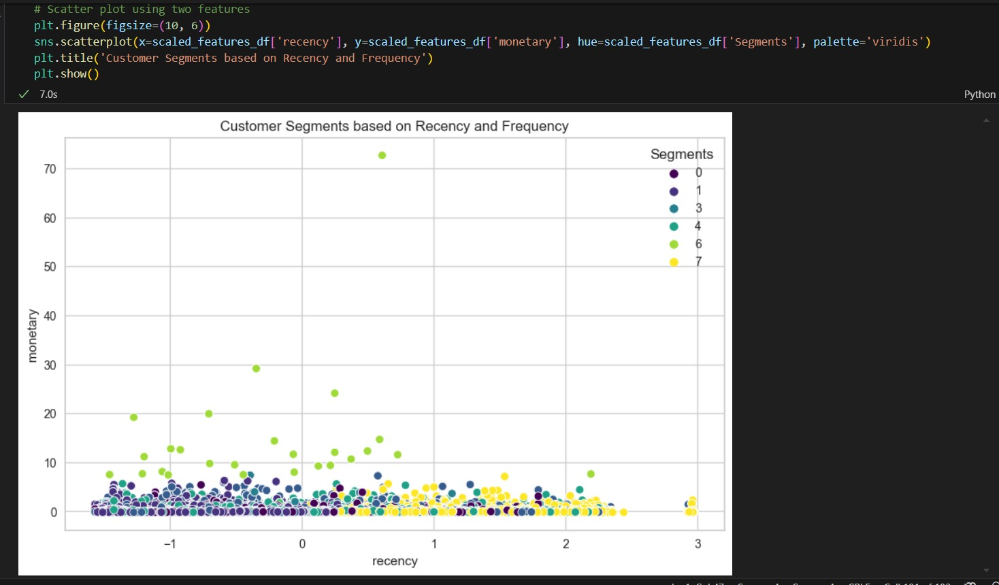 # Scatter plot using two features
plt.figure(figsize=(10, 6))
sns.scatterplot(x=scaled_features_df['recency'], y=scaled_features_df['monetary'], hue=scaled_features_df['Segments'], palette='viridis')
plt.title('Customer Segments based on Recency and Frequency')
plt.show()
7.0s
Python
Customer Segments based on Recency and Frequency
Segments
0
1
3
4
6
7
70
60
50
40
30
20
10
0
monetary
−1
0
1
2
3
recency